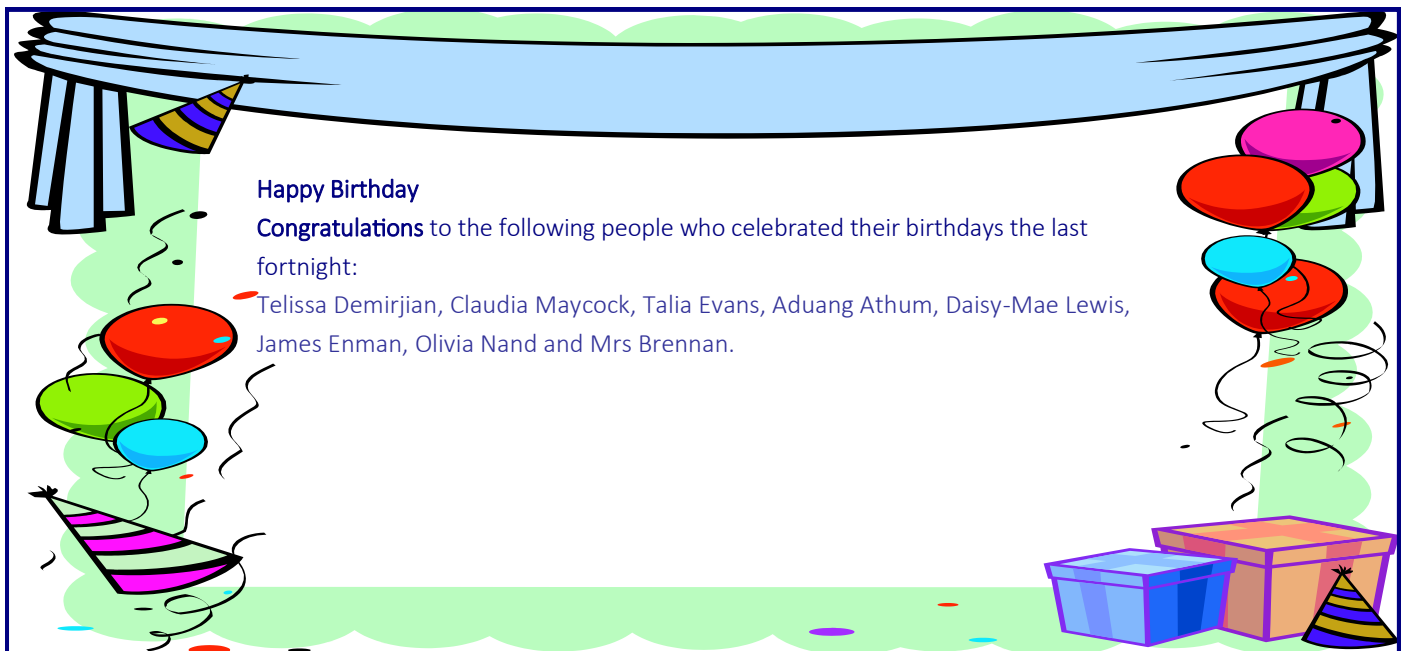 Happy Birthday
Congratulations to the following people who celebrated their birthdays the last
fortnight:
Telissa Demirjian, Claudia Maycock, Talia Evans, Aduang Athum, Daisy-Mae Lewis,
James Enman, Olivia Nand and Mrs Brennan.